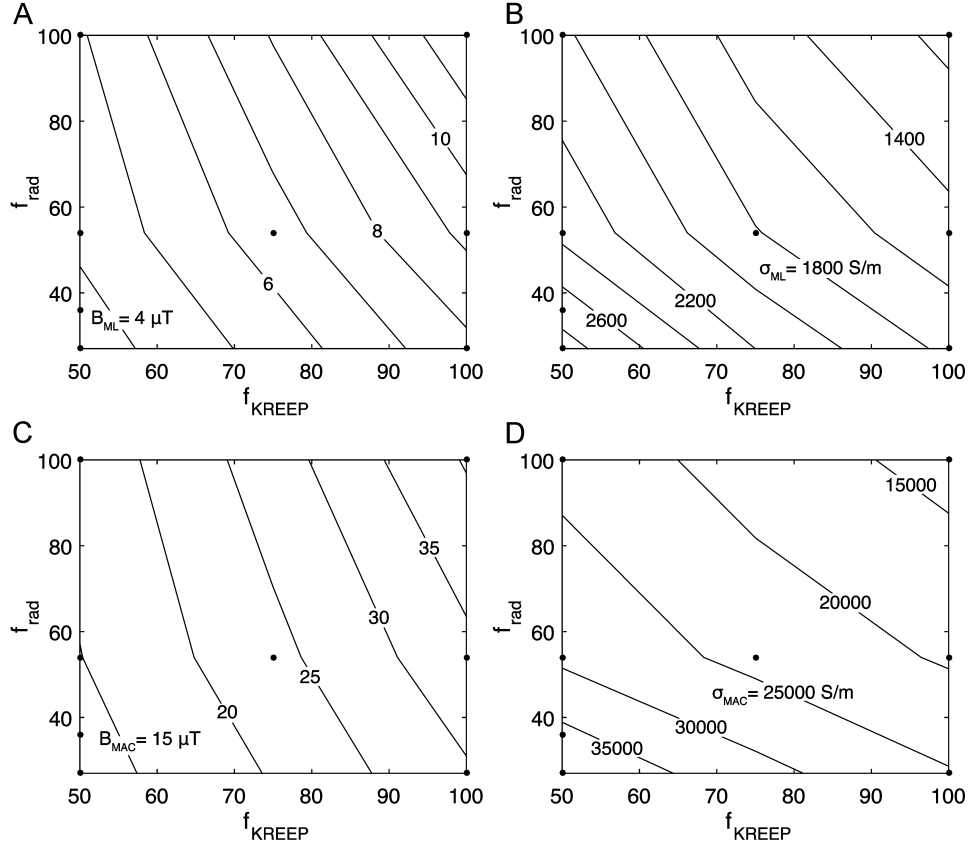 A
100
80
60
40
f_rad
50 60 70 80 90 100
f_KREEP
10
8
6
B_ML= 4 µT
B
100
80
60
40
f_rad
50 60 70 80 90 100
f_KREEP
1400
σ_ML= 1800 S/m
2200
2600
C
100
80
60
40
f_rad
50 60 70 80 90 100
f_KREEP
35
30
25
20
B_MAC= 15 µT
D
100
80
60
40
f_rad
50 60 70 80 90 100
f_KREEP
15000
20000
σ_MAC= 25000 S/m
30000
35000